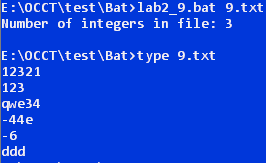 E:\OCCT\test\Bat>lab2_9.bat 9.txt
Number of integers in file: 3
E:\OCCT\test\Bat>type 9.txt
12321
123
qwe34
-44e
-6
ddd